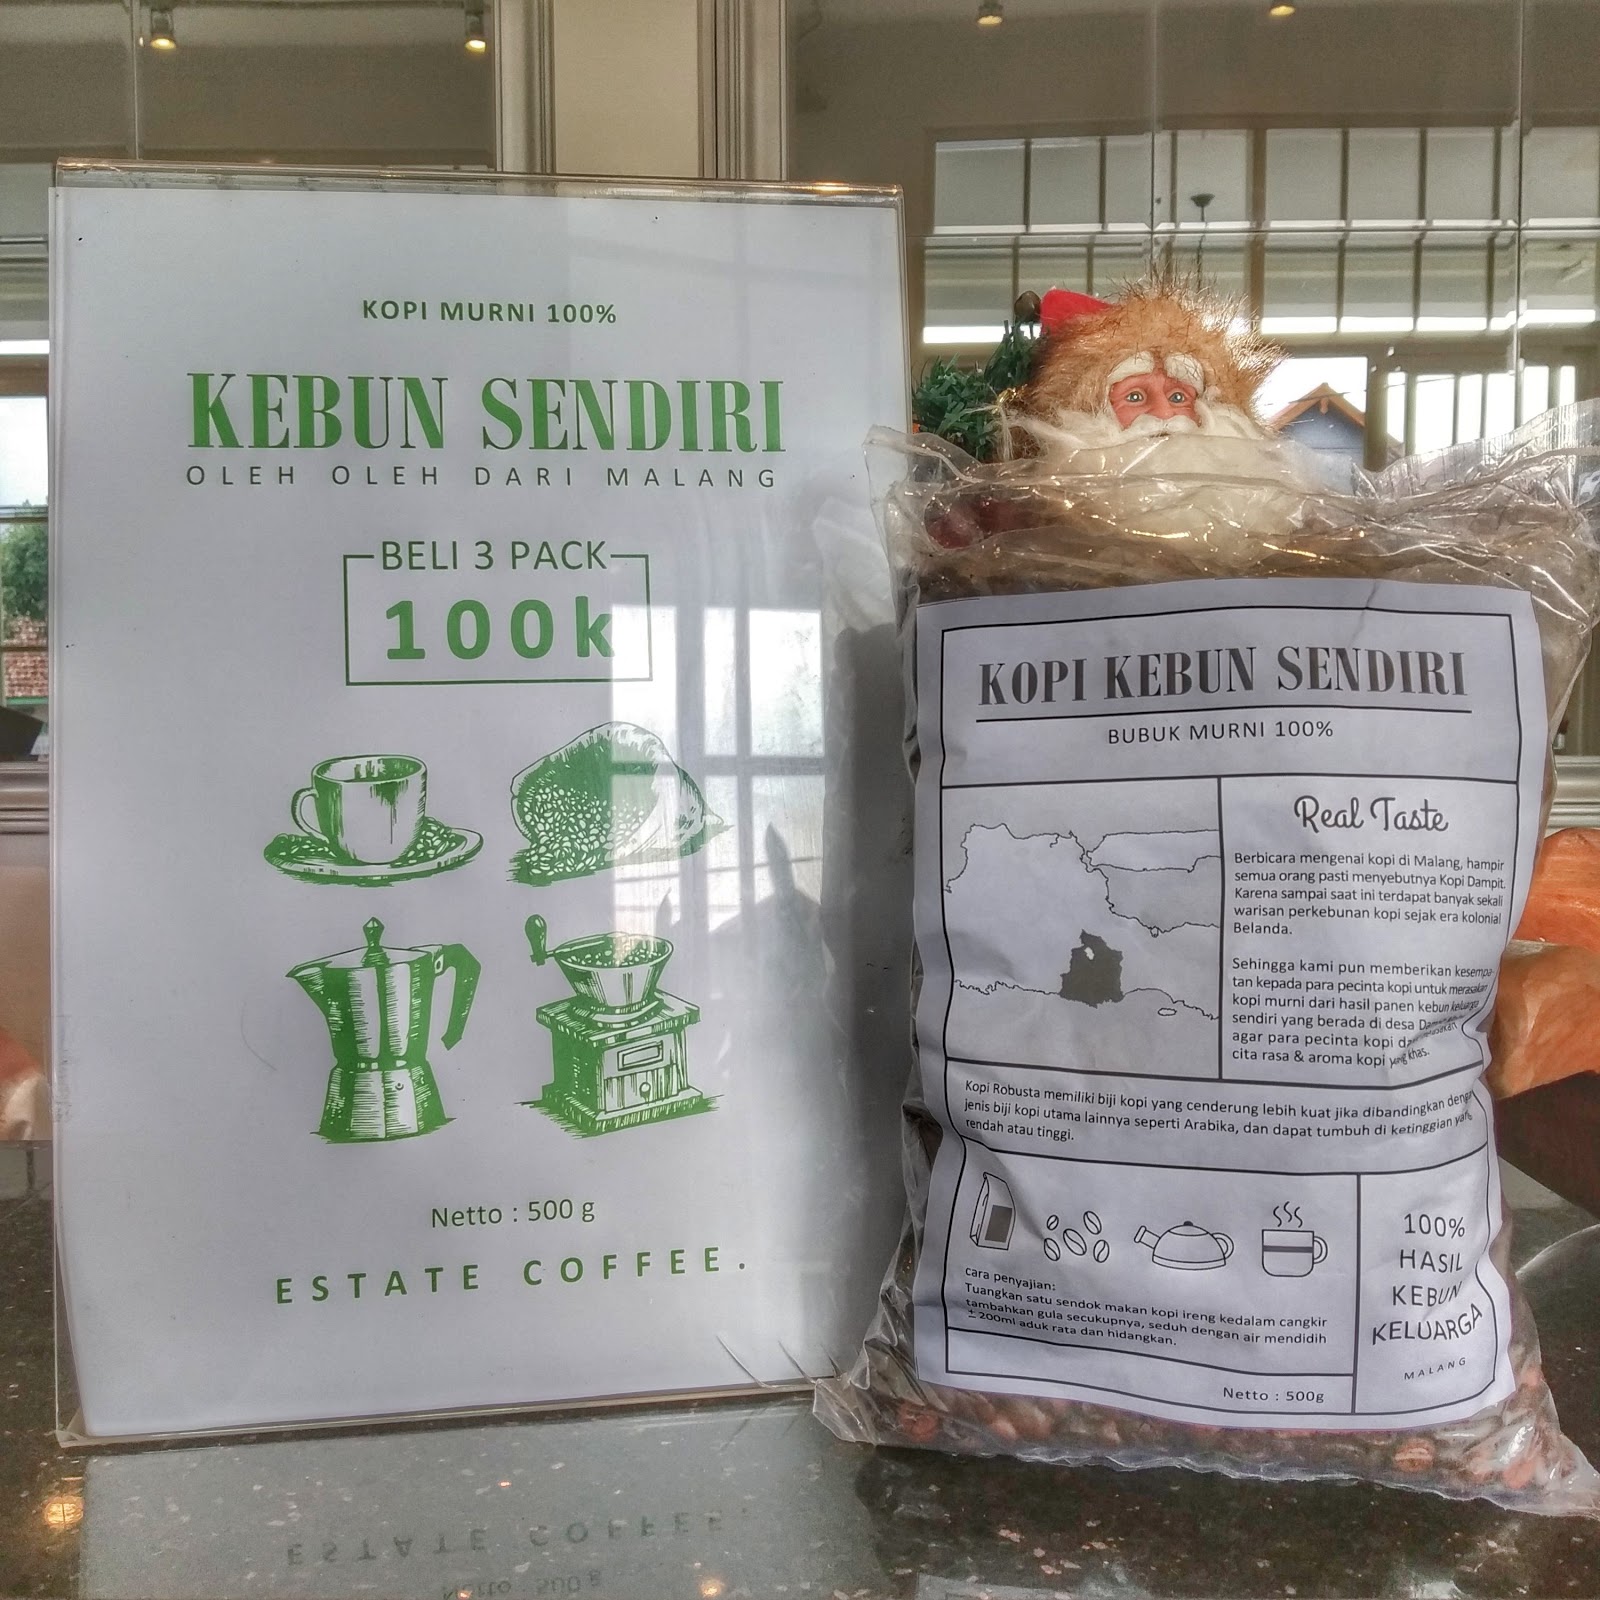 KOPI MURNI 100%
KEBUN SENDIRI
OLEH OLEH DARI MALANG
BELI 3 PACK
100k
Netto : 500 g
ESTATE COFFEE.
KOPI KEBUN SENDIRI
BUBUK MURNI 100%
Real Taste
Berbicara mengenai kopi di Malang, hampir
semua orang pasti menyebutnya Kopi Dampit.
Karena sampai saat ini terdapat banyak sekali
warisan perkebunan kopi sejak era kolonial
Belanda.
Sehingga kami pun memberikan kesempa-
tan kepada para pecinta kopi untuk merasakan
kopi murni dari hasil panen kebun keluarga
sendiri yang berada di desa
agar para pecinta kopi
cita rasa & aroma kopi yang khas.
Kopi Robusta memiliki biji kopi yang cenderung lebih kuat jika dibandingkan
jenis biji kopi utama lainnya seperti Arabika, dan dapat tumbuh di ketinggian yang
rendah atau tinggi.
Cara penyajian:
Tuangkan satu sendok makan kopi ireng kedalam cangkir
tambahkan gula secukupnya, seduh dengan air mendidih
± 200ml aduk rata dan hidangkan.
100%
HASIL
KEBUN
KELUARGA
MALANG
Netto : 500g